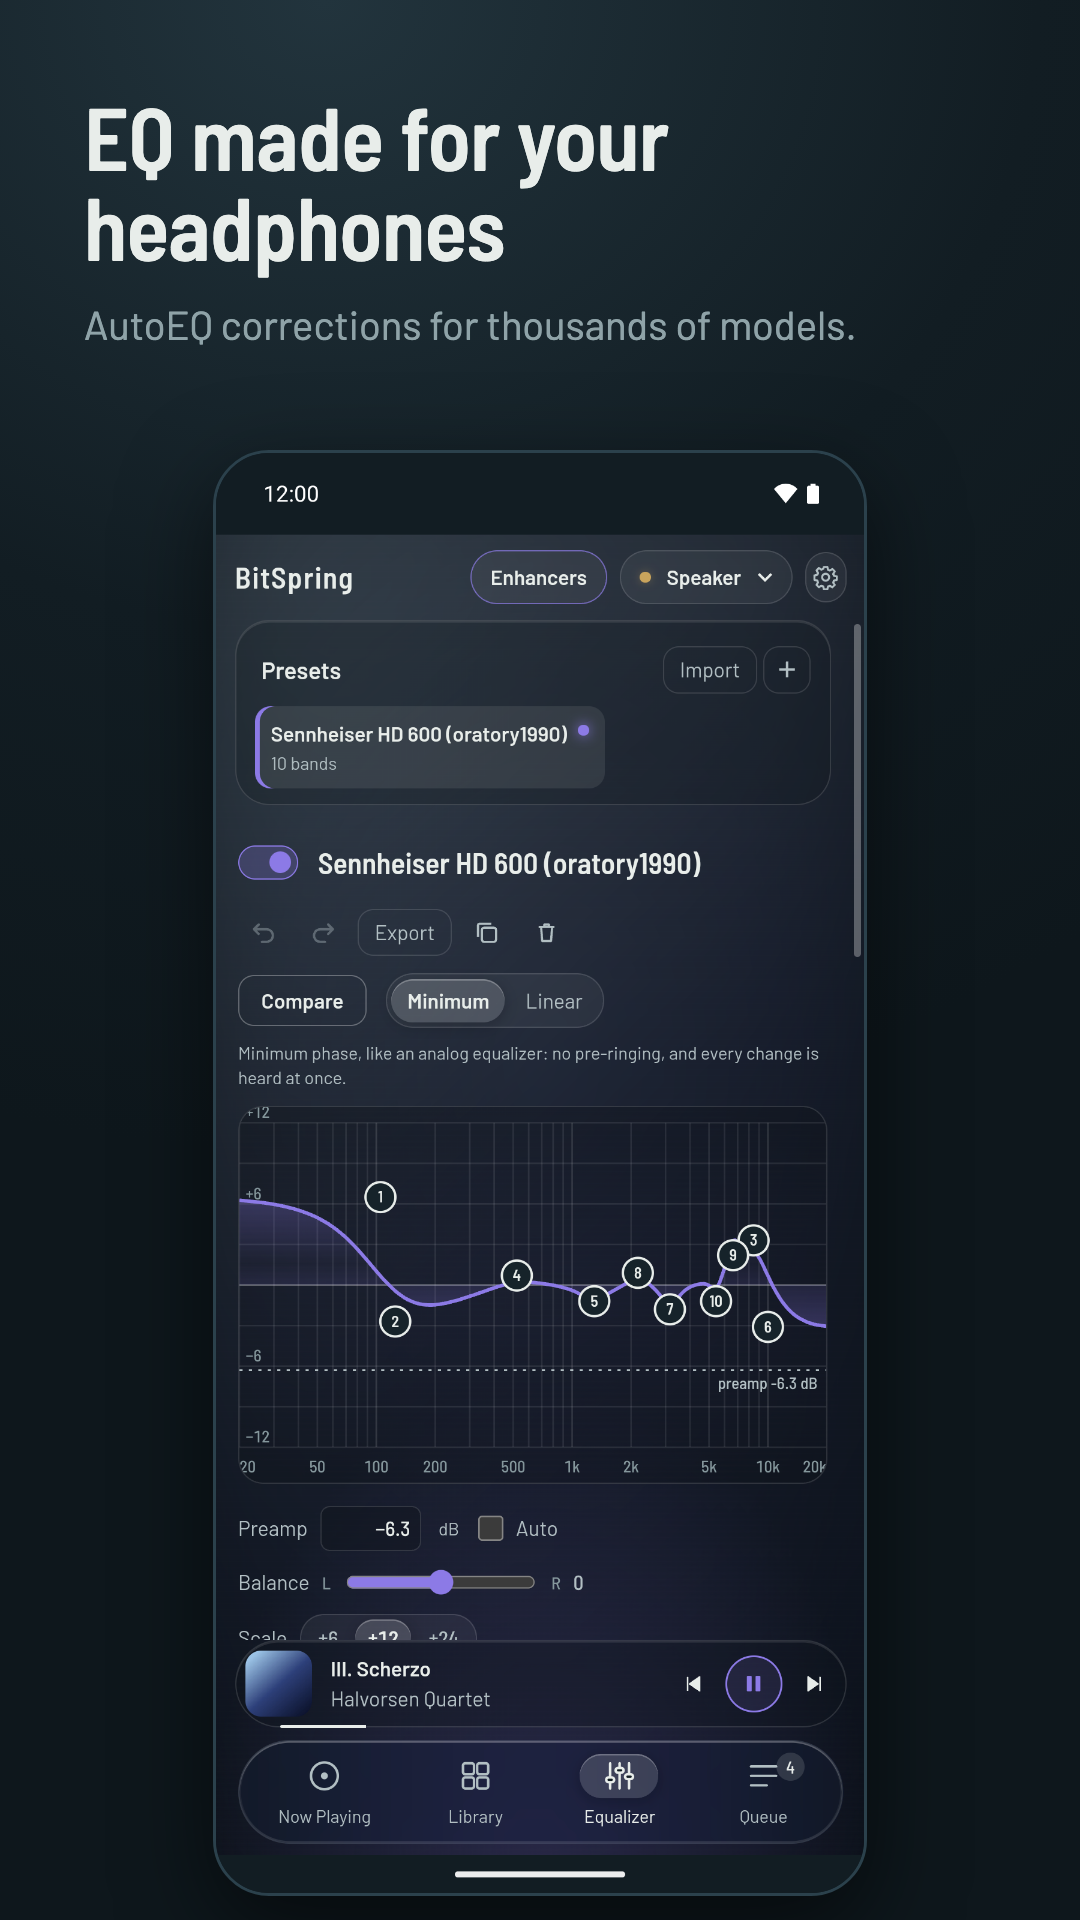 EQ made for your
headphones
AutoEQ corrections for thousands of models.
12:00
BitSpring
Enhancers
Speaker
Presets
Import
+
Sennheiser HD 600 (oratory1990)
10 bands
Sennheiser HD 600 (oratory1990)
Export
Compare
Minimum
Linear
Minimum phase, like an analog equalizer: no pre-ringing, and every change is
heard at once.
+12
+6
1
3
9
8
4
5
10
7
2
6
−6
preamp -6.3 dB
−12
20 50 100 200 500 1k 2k 5k 10k 20k
Preamp −6.3 dB Auto
Balance L R 0
Scale +6 +12 +24
III. Scherzo
Halvorsen Quartet
4
Now Playing Library Equalizer Queue